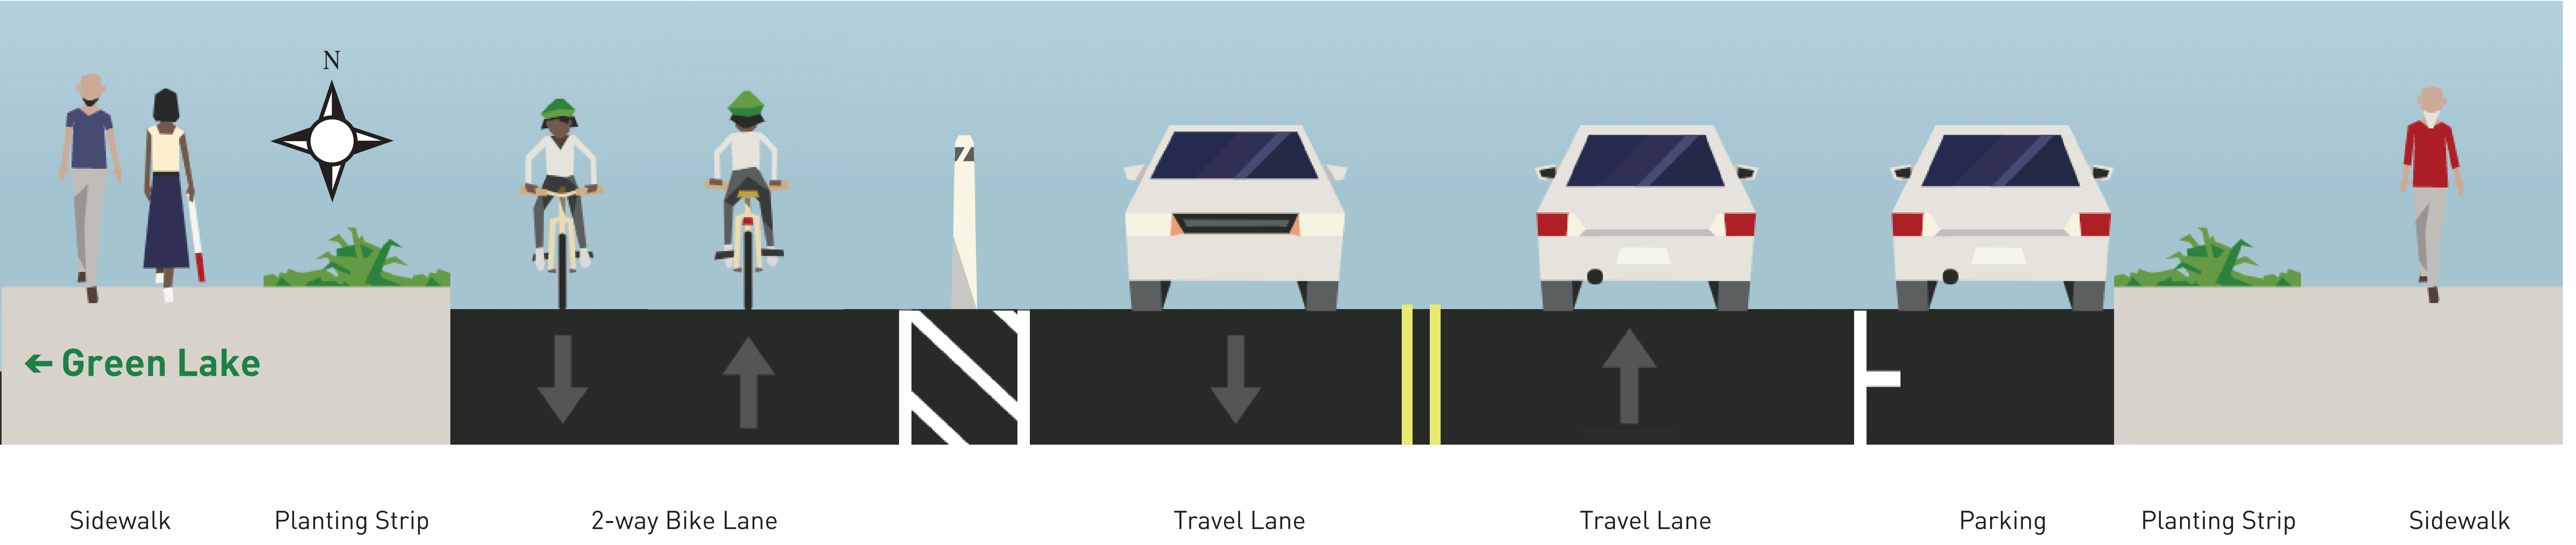 N
← Green Lake
Sidewalk
Planting Strip
2-way Bike Lane
Travel Lane
Travel Lane
Parking
Planting Strip
Sidewalk